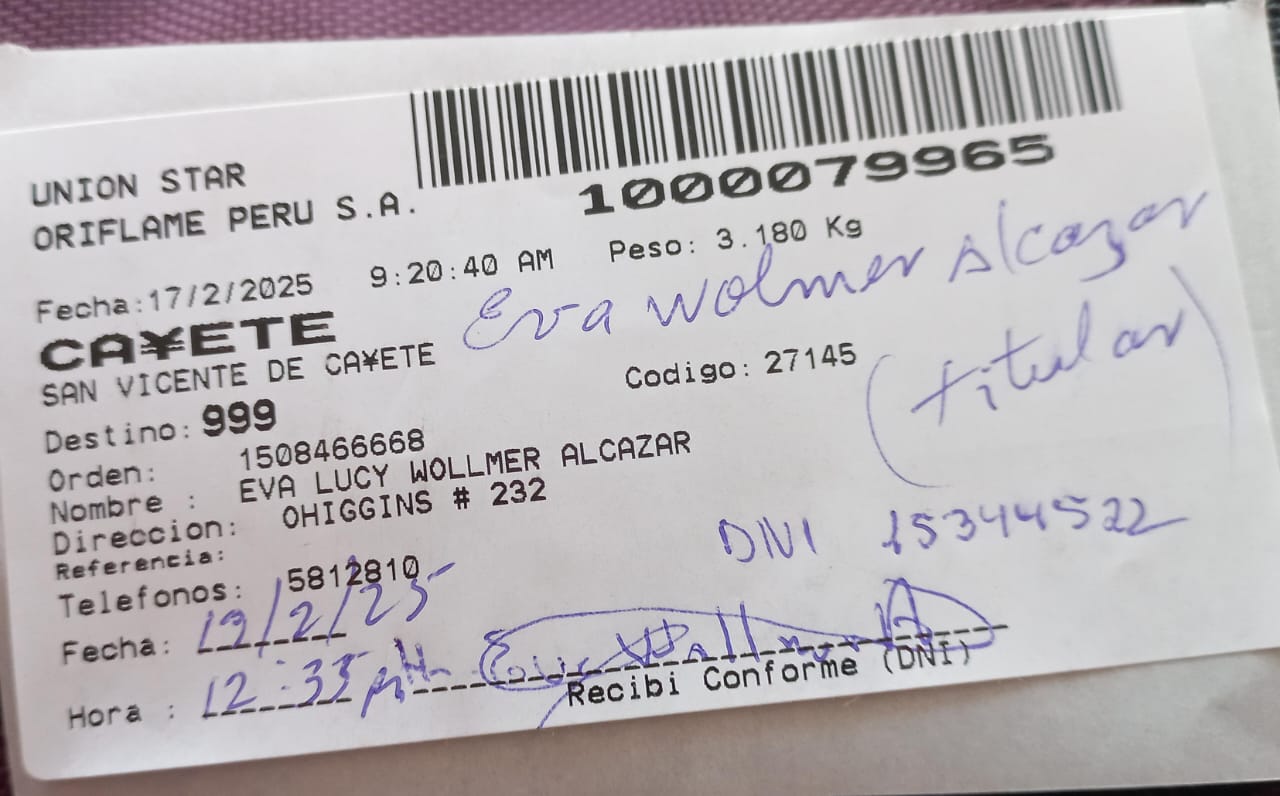 1000079965
UNION STAR
ORIFLAME PERU S.A.
Fecha:17/2/2025 9:20:40 AM Peso: 3.180 Kg
CA¥ETE
Eva Wolmer Alcazar
SAN VICENTE DE CA¥ETE
Codigo: 27145
(titular)
Destino: 999
Orden: 1508466668
Nombre : EVA LUCY WOLLMER ALCAZAR
Direccion: OHIGGINS # 232
Referencia:
DNI 15344522
Telefonos: 5812810
Fecha: 19/2/25
Hora : 12:33 pm
Recibi Conforme (DNI)